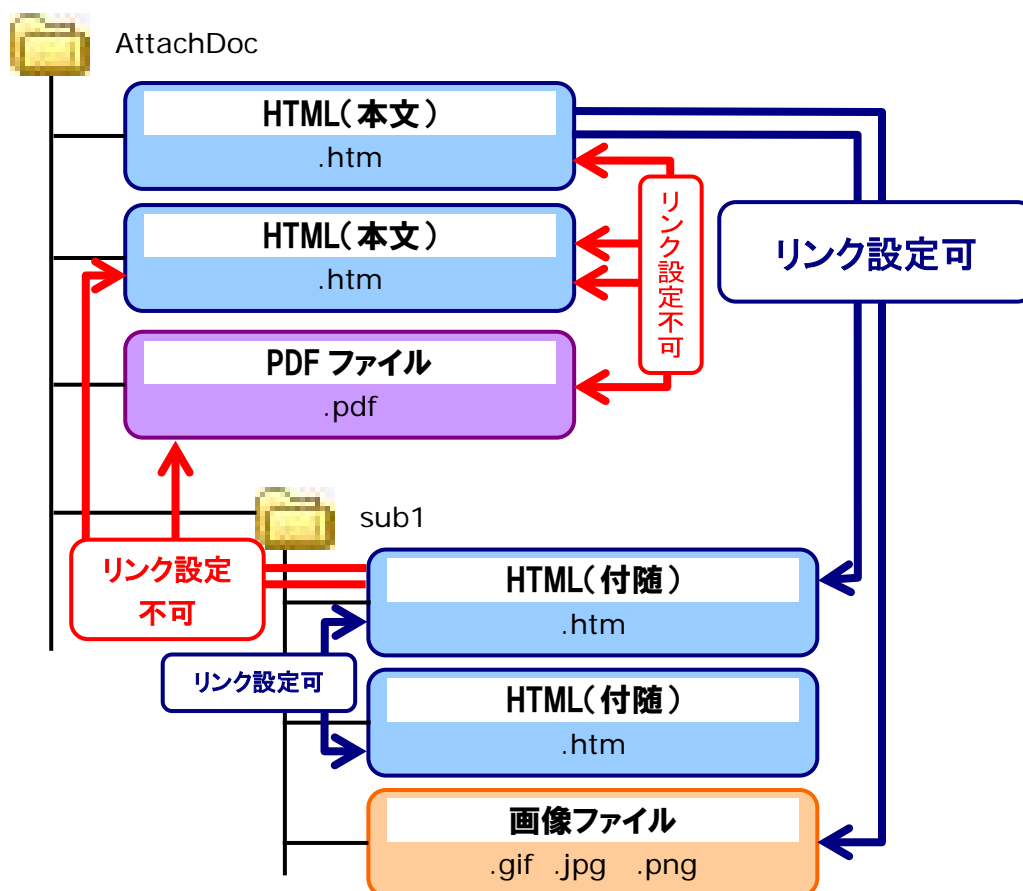 AttachDoc
HTML(本文)
.htm
HTML(本文)
.htm
リンク設定不可
リンク設定可
PDF ファイル
.pdf
sub1
リンク設定
不可
HTML(付随)
.htm
リンク設定可
HTML(付随)
.htm
画像ファイル
.gif .jpg .png